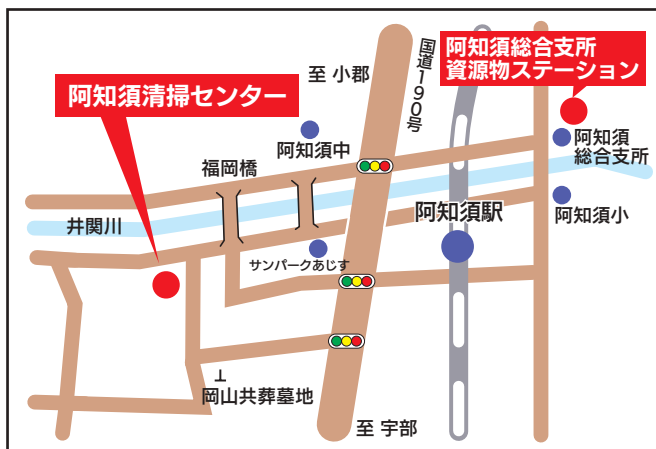 阿知須総合支所
資源物ステーション
国道190号
至 小郡
阿知須清掃センター
阿知須中
阿知須
総合支所
福岡橋
井関川
阿知須駅
阿知須小
サンパークあじす
岡山共葬墓地
至 宇部